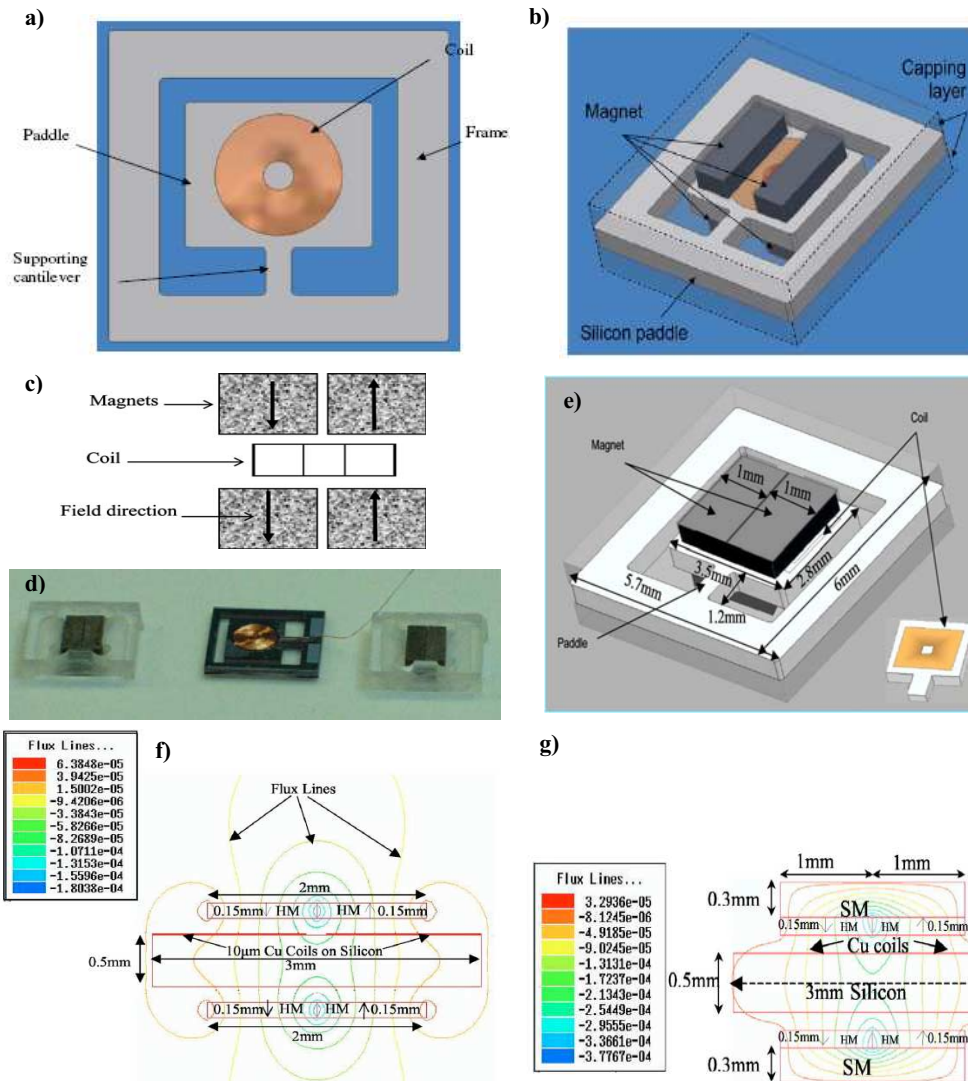 a)
Coil
Paddle
Frame
Supporting
cantilever
b)
Capping
layer
Magnet
Silicon paddle
c)
Magnets
Coil
Field direction
d)
e)
Coil
Magnet
1mm
1mm
3.5mm
2.8mm
5.7mm
6mm
1.2mm
Paddle
f)
Flux Lines...
6.3848e-05
3.9425e-05
1.5002e-05
-9.4206e-06
-3.3843e-05
-5.8266e-05
-8.2689e-05
-1.0711e-04
-1.3153e-04
-1.5596e-04
-1.8038e-04
Flux Lines
2mm
0.15mm HM HM 0.15mm
10μm Cu Coils on Silicon
0.5mm
3mm
0.15mm HM HM 0.15mm
2mm
g)
Flux Lines...
3.2936e-05
-8.1245e-06
-4.9185e-05
-9.0245e-05
-1.3131e-04
-1.7237e-04
-2.1343e-04
-2.5449e-04
-2.9555e-04
-3.3661e-04
-3.7767e-04
1mm 1mm
0.3mm
SM
0.15mm HM HM 0.15mm
Cu coils
0.5mm
3mm Silicon
0.15mm HM HM 0.15mm
0.3mm
SM